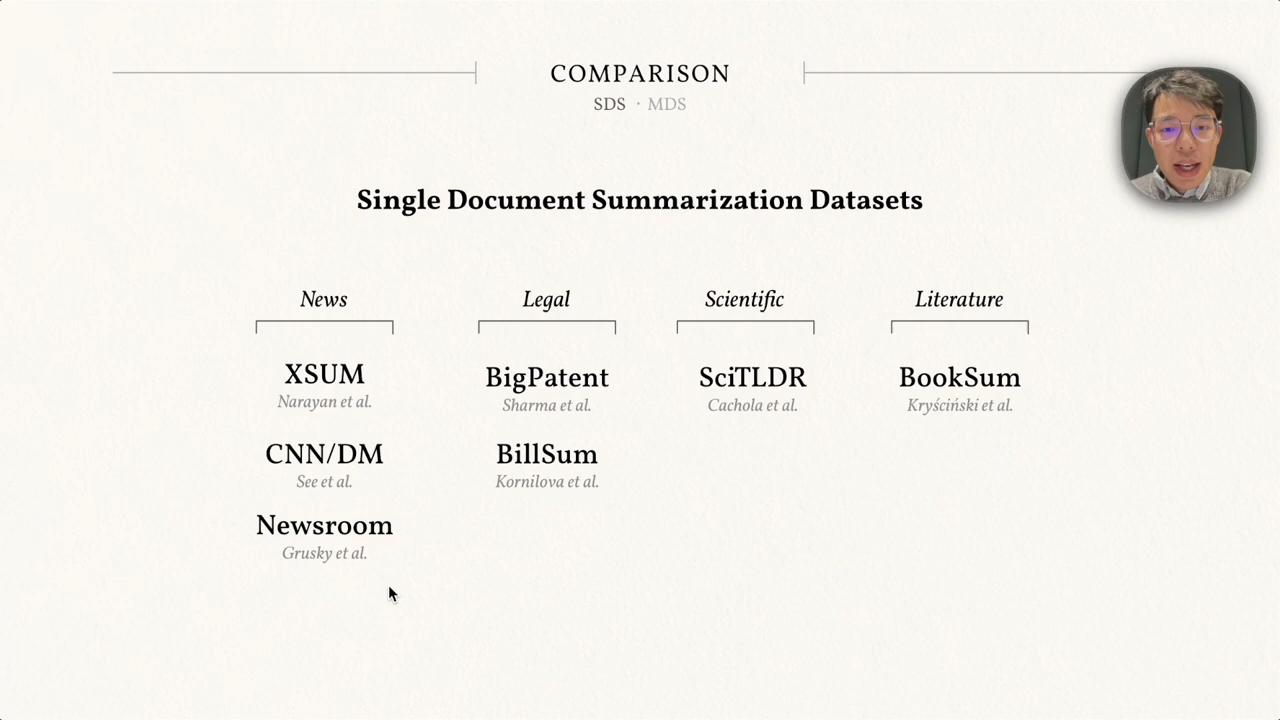 COMPARISON
SDS · MDS
Single Document Summarization Datasets
News
XSUM
Narayan et al.
CNN/DM
See et al.
Newsroom
Grusky et al.
Legal
BigPatent
Sharma et al.
BillSum
Kornilova et al.
Scientific
SciTLDR
Cachola et al.
Literature
BookSum
Kryściński et al.